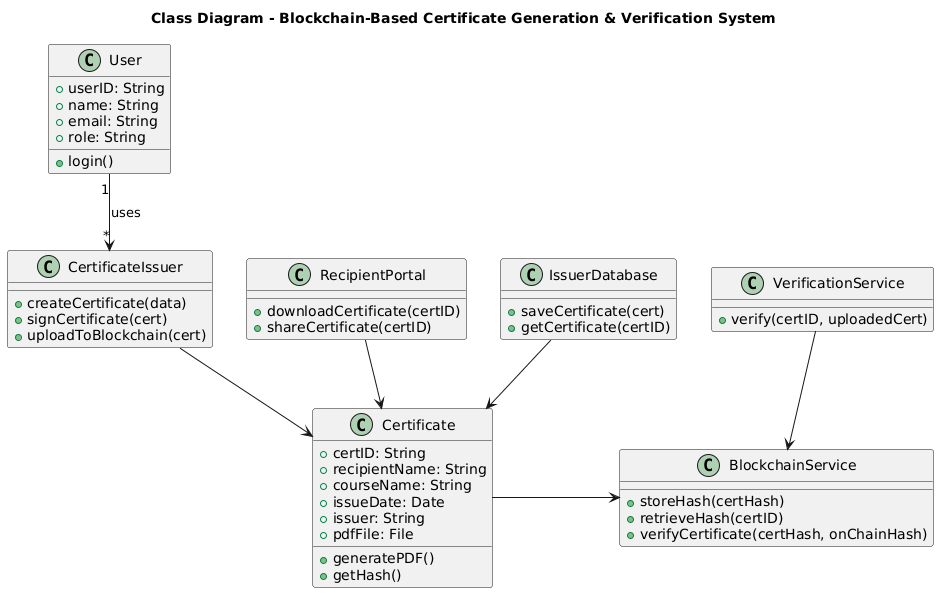 Class Diagram - Blockchain-Based Certificate Generation & Verification System
C User
userID: String
name: String
email: String
role: String
login()
1
uses
*
C CertificateIssuer
createCertificate(data)
signCertificate(cert)
uploadToBlockchain(cert)
C RecipientPortal
downloadCertificate(certID)
shareCertificate(certID)
C IssuerDatabase
saveCertificate(cert)
getCertificate(certID)
C VerificationService
verify(certID, uploadedCert)
C Certificate
certID: String
recipientName: String
courseName: String
issueDate: Date
issuer: String
pdfFile: File
generatePDF()
getHash()
C BlockchainService
storeHash(certHash)
retrieveHash(certID)
verifyCertificate(certHash, onChainHash)